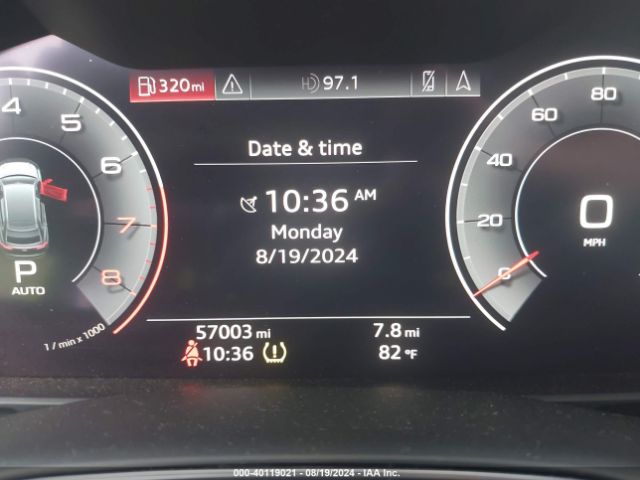 320mi HD 97.1
Date & time
10:36 AM
Monday
8/19/2024
57003 mi 7.8 mi
10:36 82 °F
4 5 6 7 8
1 / min x 1000
P
AUTO
0 20 40 60 80
0
MPH
000-40119021 - 08/19/2024 - IAA Inc.